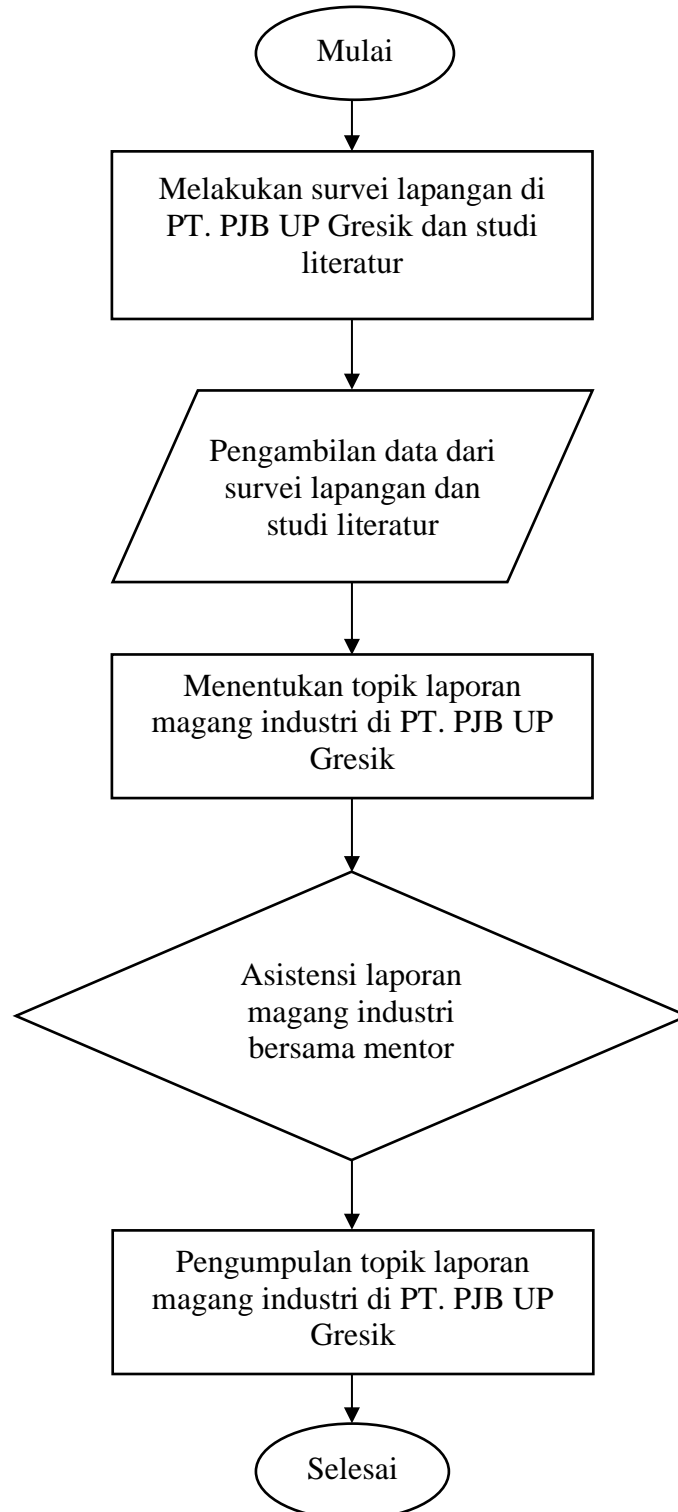 Mulai
Melakukan survei lapangan di
PT. PJB UP Gresik dan studi
literatur
Pengambilan data dari
survei lapangan dan
studi literatur
Menentukan topik laporan
magang industri di PT. PJB UP
Gresik
Asistensi laporan
magang industri
bersama mentor
Pengumpulan topik laporan
magang industri di PT. PJB UP
Gresik
Selesai